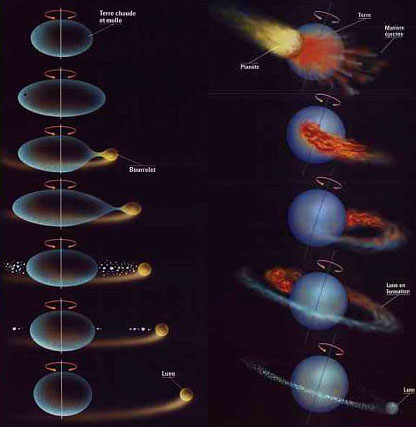 Terre chaude
et molle
Bourrelet
Lune
Terre
Matière
éjectée
Planète
Lune en
formation
Lune